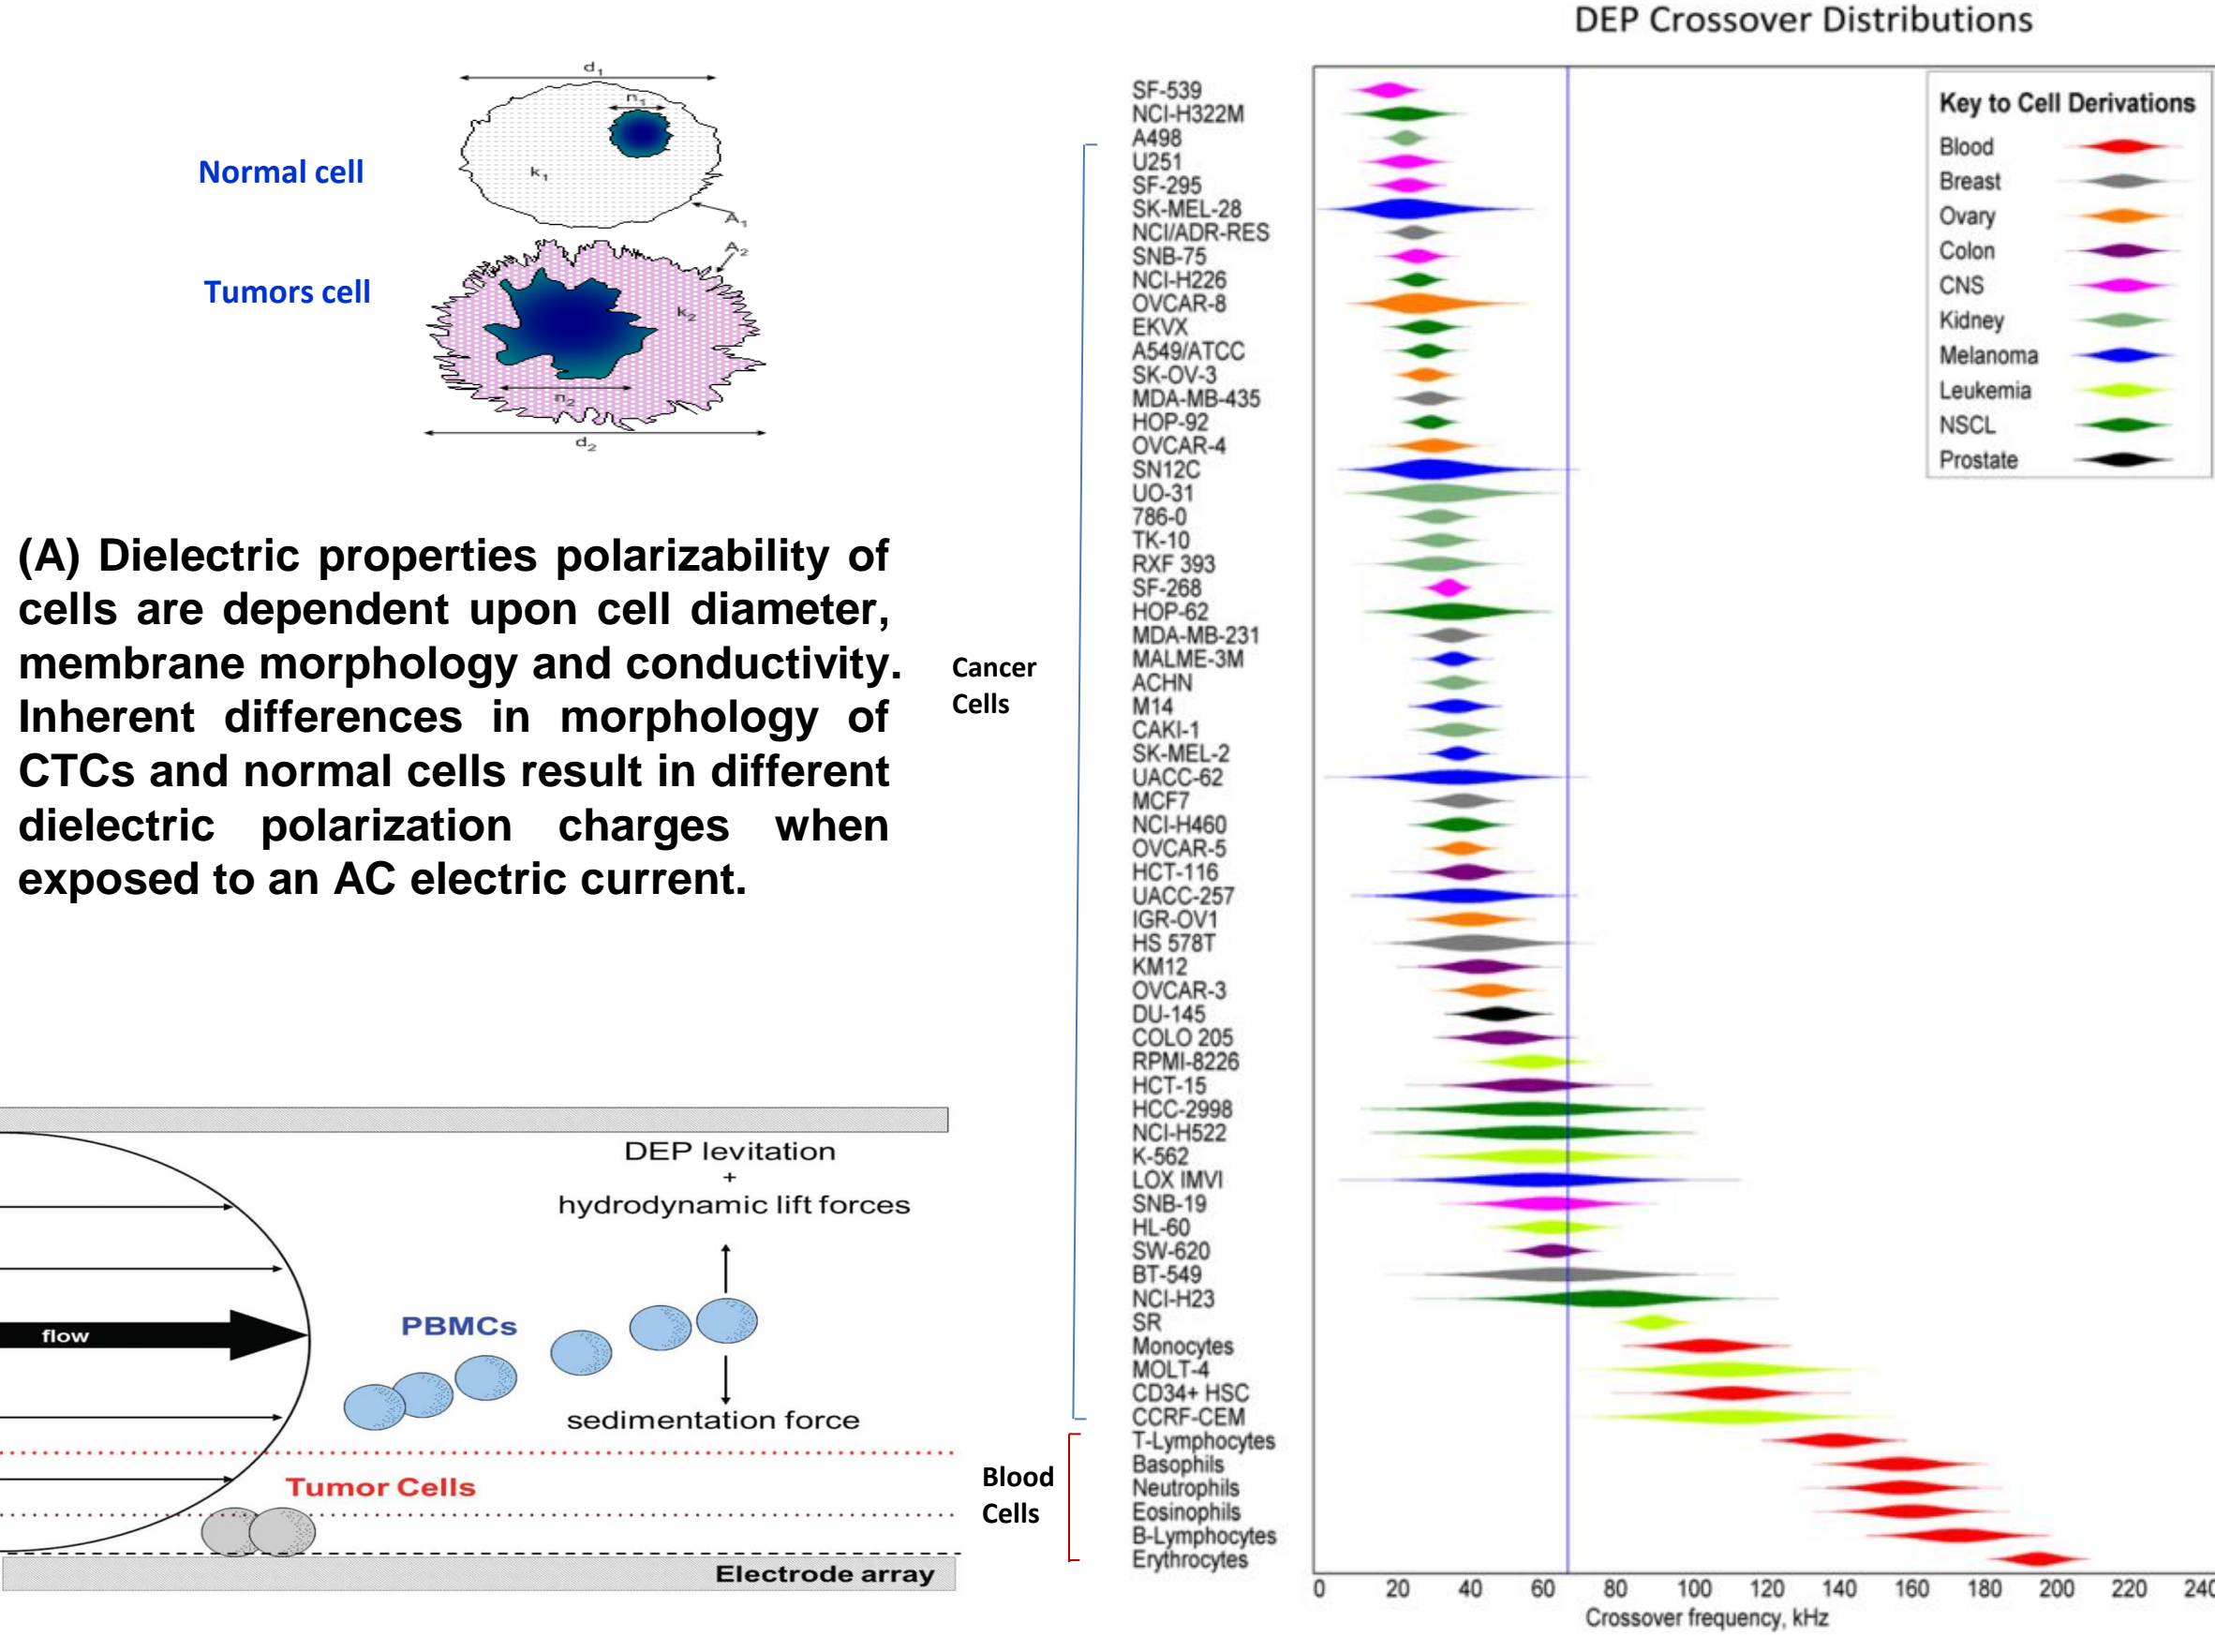 DEP Crossover Distributions
d1
n1
k1
A1
Normal cell
A2
Tumors cell
k2
n2
d2
(A) Dielectric properties polarizability of
cells are dependent upon cell diameter,
membrane morphology and conductivity.
Inherent differences in morphology of
CTCs and normal cells result in different
dielectric polarization charges when
exposed to an AC electric current.
DEP levitation
+
hydrodynamic lift forces
PBMCs
flow
sedimentation force
Tumor Cells
Electrode array
Cancer
Cells
Blood
Cells
SF-539
NCI-H322M
A498
U251
SF-295
SK-MEL-28
NCI/ADR-RES
SNB-75
NCI-H226
OVCAR-8
EKVX
A549/ATCC
SK-OV-3
MDA-MB-435
HOP-92
OVCAR-4
SN12C
UO-31
786-0
TK-10
RXF 393
SF-268
HOP-62
MDA-MB-231
MALME-3M
ACHN
M14
CAKI-1
SK-MEL-2
UACC-62
MCF7
NCI-H460
OVCAR-5
HCT-116
UACC-257
IGR-OV1
HS 578T
KM12
OVCAR-3
DU-145
COLO 205
RPMI-8226
HCT-15
HCC-2998
NCI-H522
K-562
LOX IMVI
SNB-19
HL-60
SW-620
BT-549
NCI-H23
SR
Monocytes
MOLT-4
CD34+ HSC
CCRF-CEM
T-Lymphocytes
Basophils
Neutrophils
Eosinophils
B-Lymphocytes
Erythrocytes
Key to Cell Derivations
Blood
Breast
Ovary
Colon
CNS
Kidney
Melanoma
Leukemia
NSCL
Prostate
0 20 40 60 80 100 120 140 160 180 200 220 240
Crossover frequency, kHz